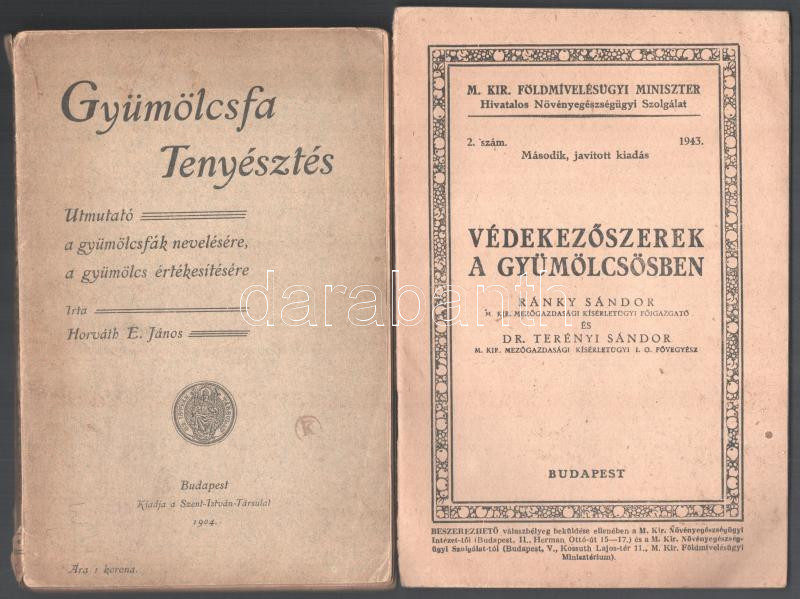 Gyümölcsfa
Tenyésztés
Utmutató
a gyümölcsfák nevelésére,
a gyümölcs értékesítésére
Irta
Horváth E. János
K
Budapest
Kiadja a Szent-István-Társulat
1904.
Ára 1 korona.
M. KIR. FÖLDMÍVELÉSÜGYI MINISZTER
Hivatalos Növényegészségügyi Szolgálat
2. szám. 1943.
Második, javított kiadás
VÉDEKEZŐSZEREK
A GYÜMÖLCSÖSBEN
RÁNKY SÁNDOR
M. KIR. MEZŐGAZDASÁGI KÍSÉRLETÜGYI FŐIGAZGATÓ
ÉS
DR. TERÉNYI SÁNDOR
M. KIR. MEZŐGAZDASÁGI KÍSÉRLETÜGYI I. O. FŐVEGYÉSZ
BUDAPEST
BESZEREZHETŐ válaszbélyeg beküldése ellenében a M. Kir. Növényegészségügyi
Intézet-től (Budapest, II., Herman Ottó-út 15—17.) és a M. Kir. Növényegészség-
ügyi Szolgálat-tól (Budapest, V., Kossuth Lajos-tér 11., M. Kir. Földmívelésügyi
Minisztérium).
darabanth